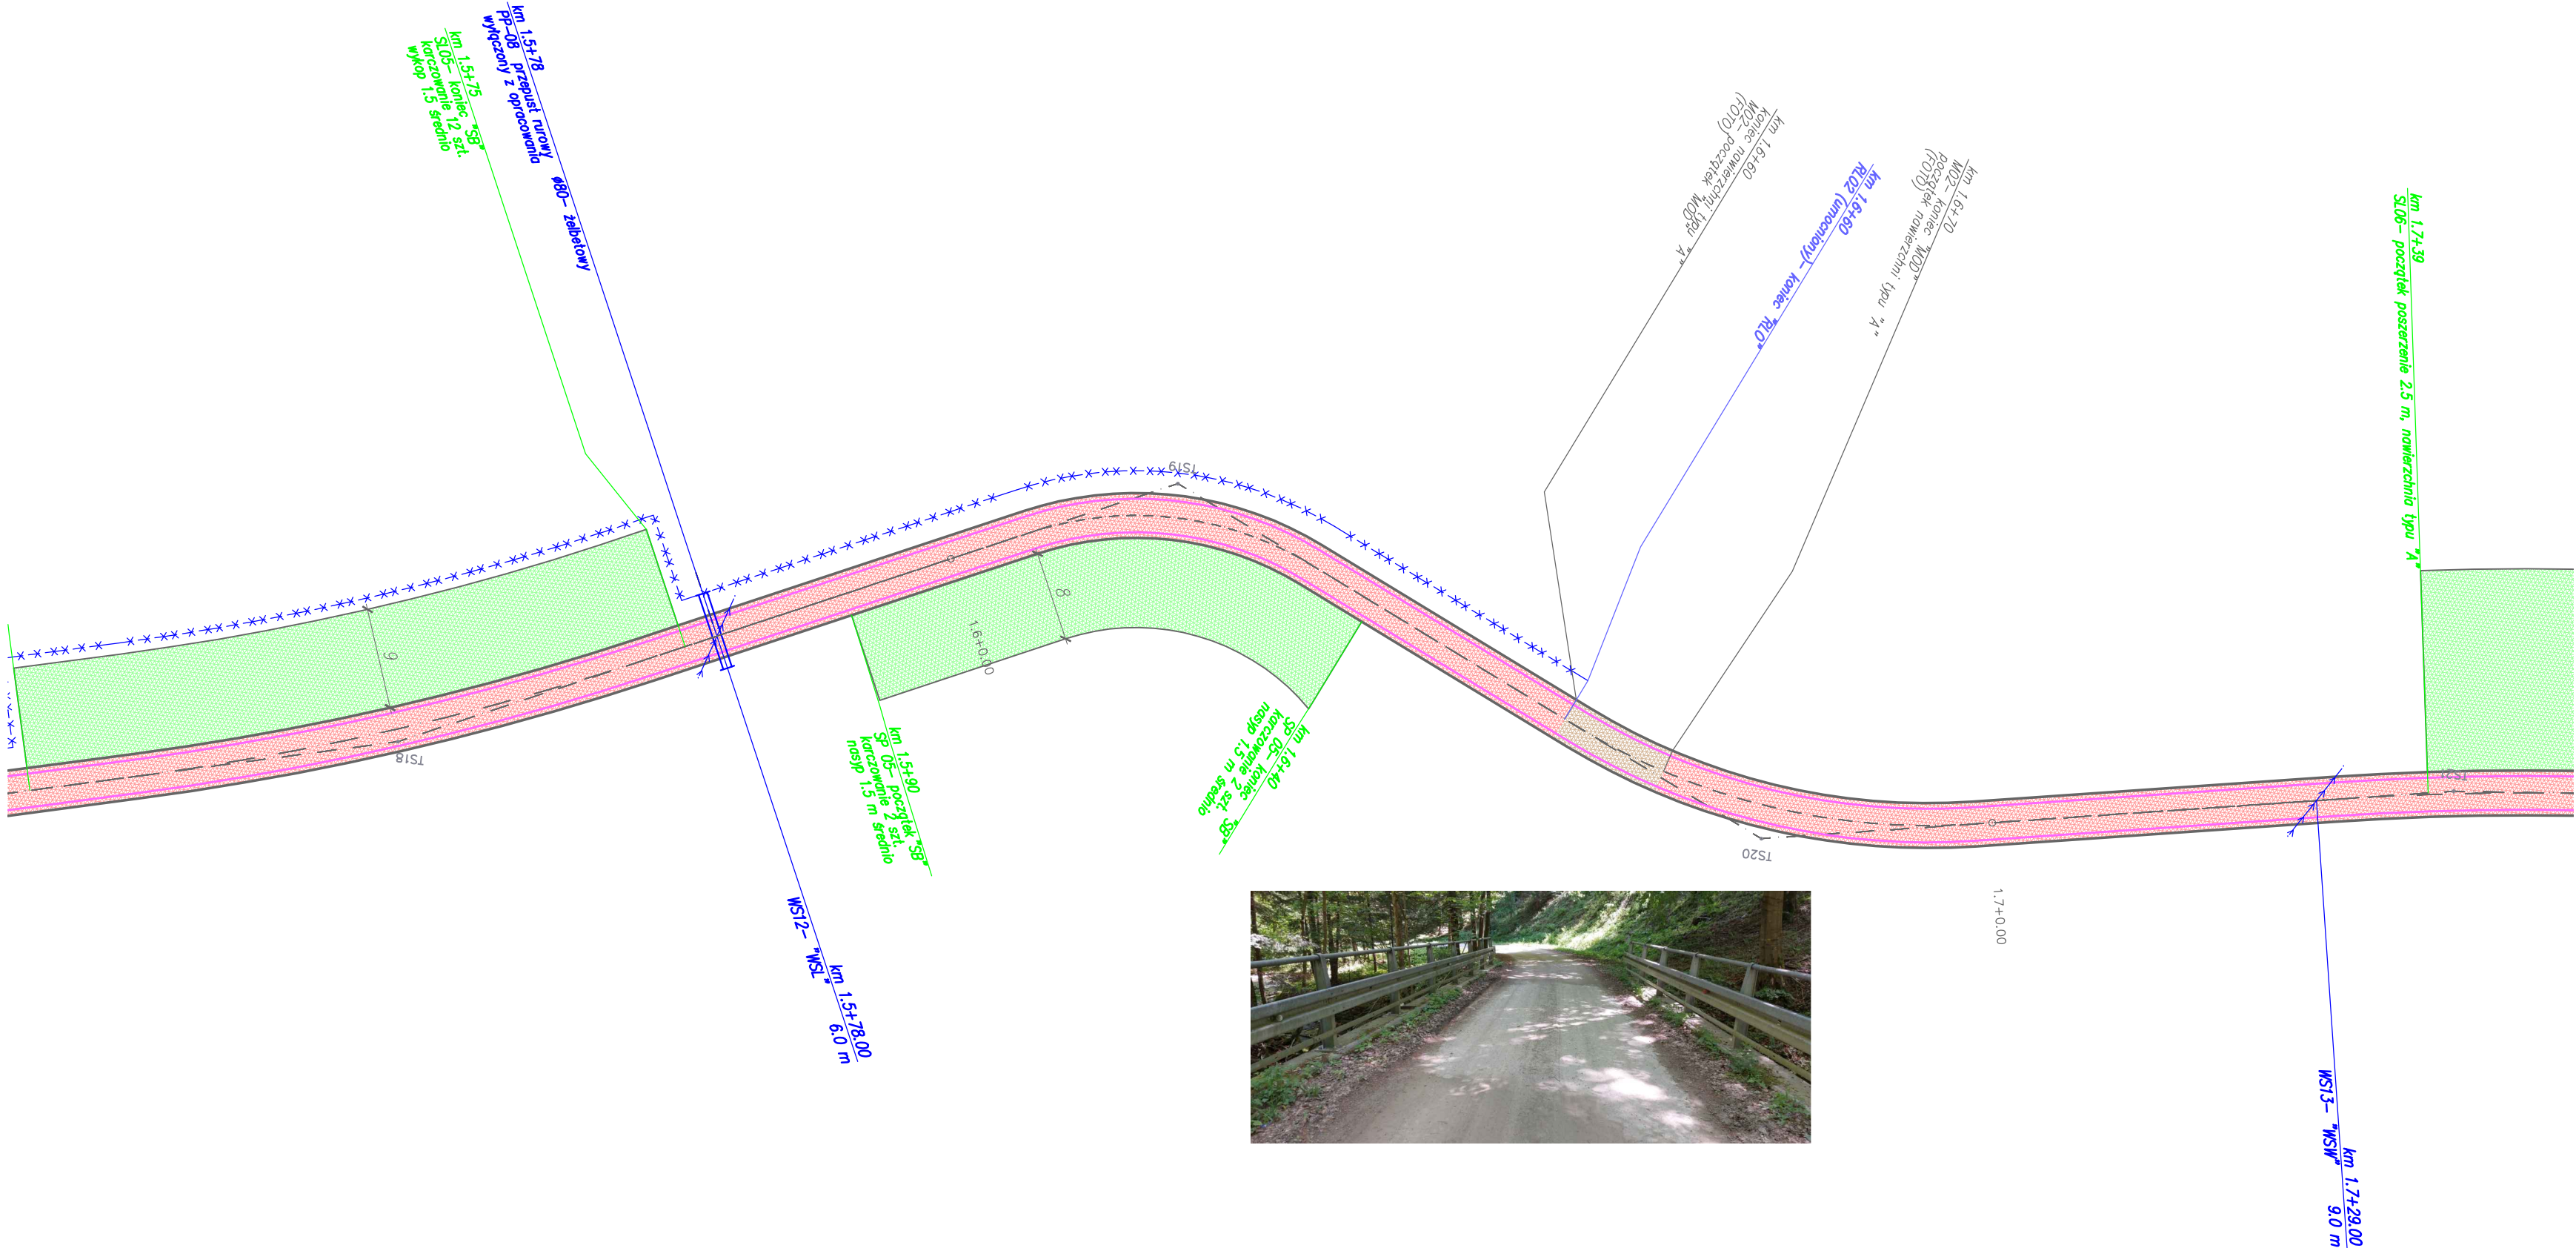 km 1.5+75
SL05- koniec "SB"
karczowanie 12 szt.
wykop 1.5 średnio
km 1.5+78
PP-08 przepust rurowy ø80- żelbetowy
wyłączony z opracowania
km 1.6+60
koniec nawierzchni typu "A"
M02- początek "MOD"
(FOTO)
km 1.6+60
RL02 (umocniony)- koniec "RLO"
km 1.6+70
M02- koniec "MOD"
początek nawierzchni typu "A"
(FOTO)
km 1.7+39
SL06- początek poszerzenie 2.5 m, nawierzchnia typu "A"
TS19
9
8
1.6+0.00
TS18
km 1.5+90
SP 05- początek "SB"
karczowanie 2 szt.
nasyp 1.5 m średnio
km 1.6+40
SP 05- koniec "SB"
karczowanie 2 szt.
nasyp 1.5 m średnio
TS20
1.7+0.00
km 1.5+78.00
WS12- "WSL" 6.0 m
km 1.7+29.00
WS13- "WSW" 9.0 m